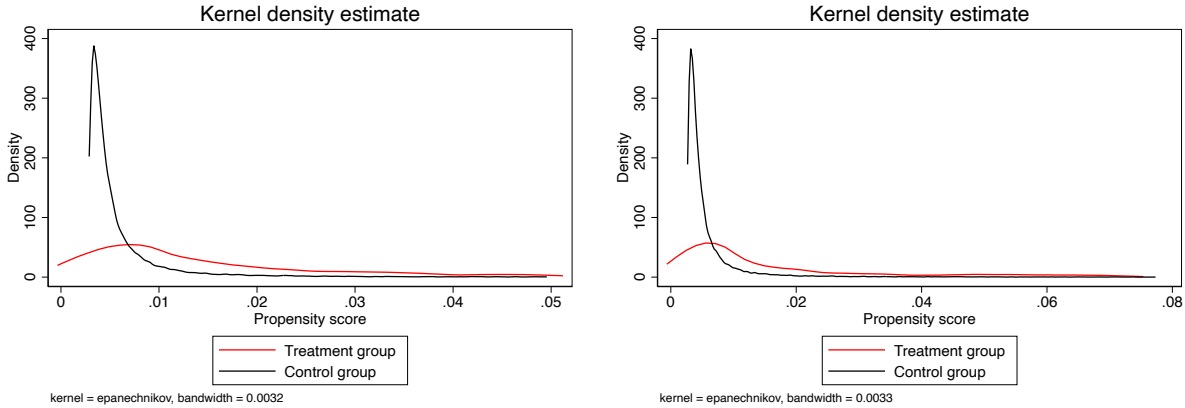 Kernel density estimate
400
300
200
100
0
Density
0 .01 .02 .03 .04 .05
Propensity score
Treatment group
Control group
kernel = epanechnikov, bandwidth = 0.0032
Kernel density estimate
400
300
200
100
0
Density
0 .02 .04 .06 .08
Propensity score
Treatment group
Control group
kernel = epanechnikov, bandwidth = 0.0033